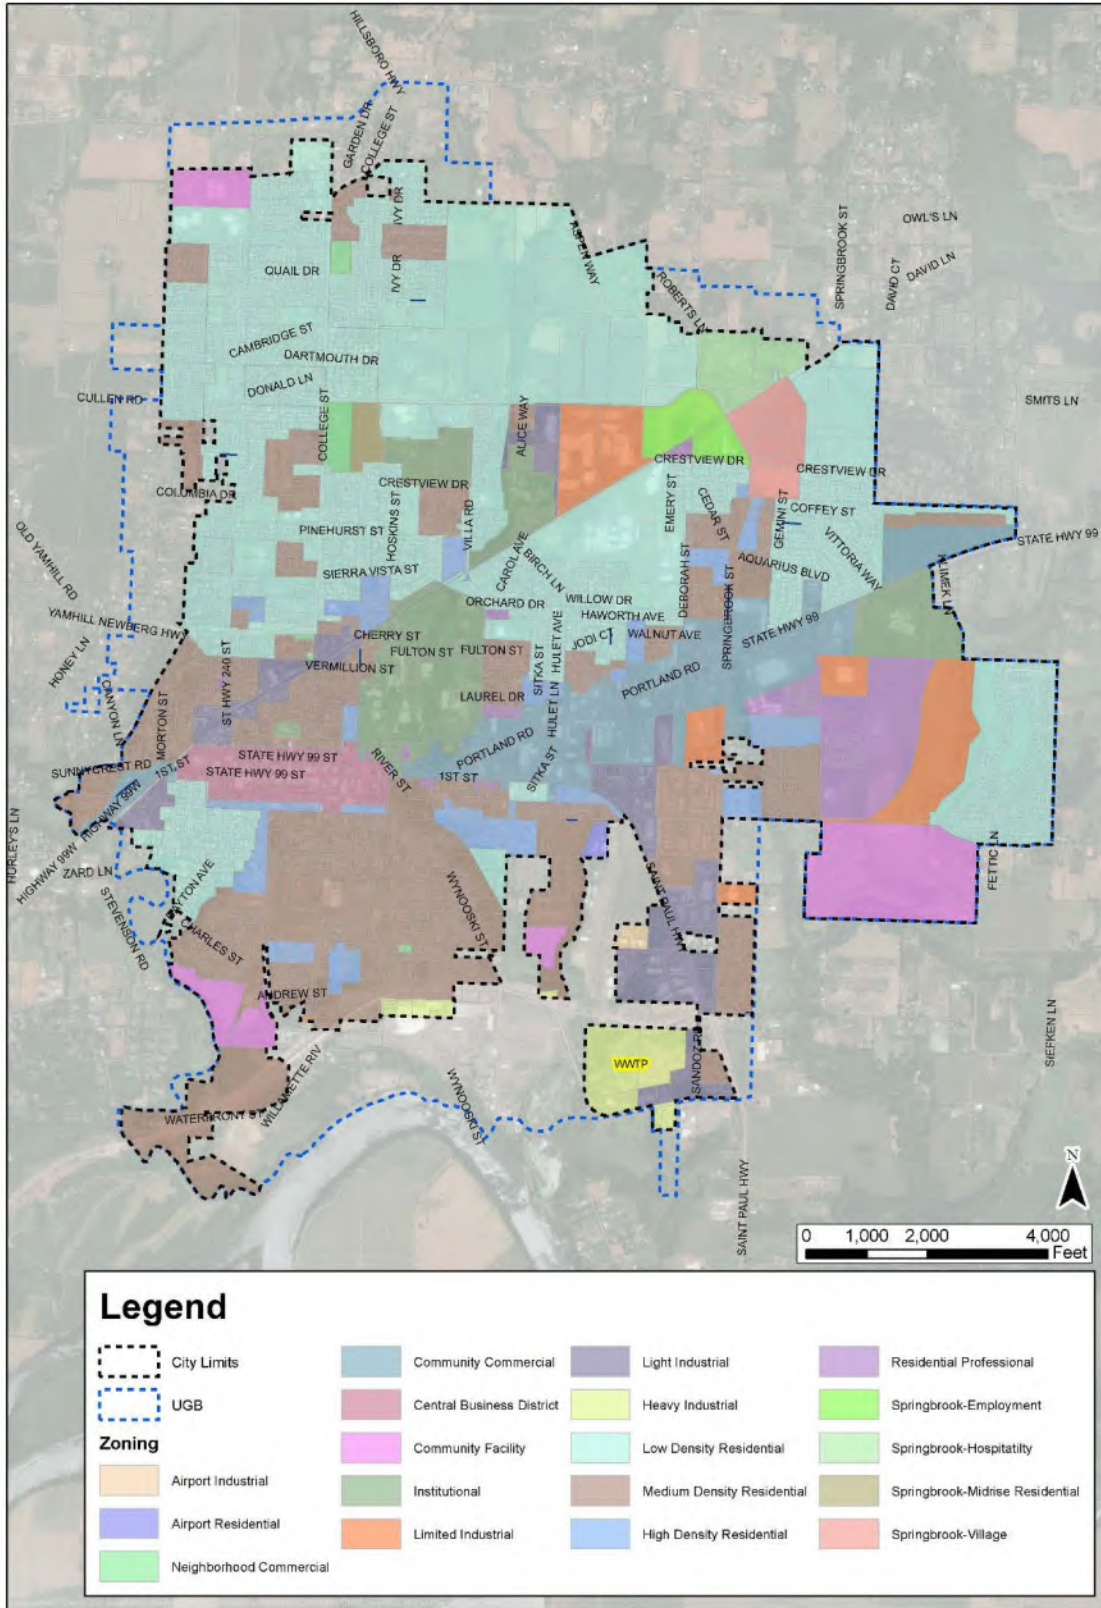 HILLSBORO HWY
GARDEN DR
COLLEGE ST
IVY DR
OWL'S LN
SPRINGBROOK ST
ASPEN WAY
DAVID CT
DAVID LN
QUAIL DR
IVY DR
ROBERTS LN
CAMBRIDGE ST
DARTMOUTH DR
DONALD LN
CULLEN RD
SMITS LN
COLLEGE ST
ALICE WAY
CRESTVIEW DR
CRESTVIEW DR
CRESTVIEW DR
COLUMBIA DR
EMERY ST
CEDAR ST
GEMINI ST
COFFEY ST
PINEHURST ST
HOSKINS ST
VILLA RD
VITTORIA WAY
STATE HWY 99
OLD YAMHILL RD
SIERRA VISTA ST
CAROL AVE
BIRCH LN
DEBORAH ST
AQUARIUS BLVD
KLIMEK LN
ORCHARD DR
WILLOW DR
HAWORTH AVE
SPRINGBROOK ST
YAMHILL NEWBERG HWY
CHERRY ST
FULTON ST
FULTON ST
HULET AVE
JODI CT
WALNUT AVE
STATE HWY 99
HONEY LN
ST HWY 240 ST
VERMILLION ST
SITKA ST
CANYON LN
MORTON ST
LAUREL DR
HULET LN
PORTLAND RD
SUNNYCREST RD
1ST ST
STATE HWY 99 ST
STATE HWY 99 ST
RIVER ST
PORTLAND RD
1ST ST
SITKA ST
HIGHWAY 99W
HURLEY'S LN
HIGHWAY 99W
ZARD LN
DAYTON AVE
WYNOOSKI ST
SAINT PAUL HWY
FETTIC LN
STEVENSON RD
CHARLES ST
ANDREW ST
SIEFKEN LN
WWTP
SANDOZ RD
WILLAMETTE RIV
WATERFRONT ST
WYNOOSKI ST
SAINT PAUL HWY
N
0 1,000 2,000 4,000
Feet
Legend
City Limits
UGB
Zoning
Airport Industrial
Airport Residential
Neighborhood Commercial
Community Commercial
Central Business District
Community Facility
Institutional
Limited Industrial
Light Industrial
Heavy Industrial
Low Density Residential
Medium Density Residential
High Density Residential
Residential Professional
Springbrook-Employment
Springbrook-Hospitatilty
Springbrook-Midrise Residential
Springbrook-Village